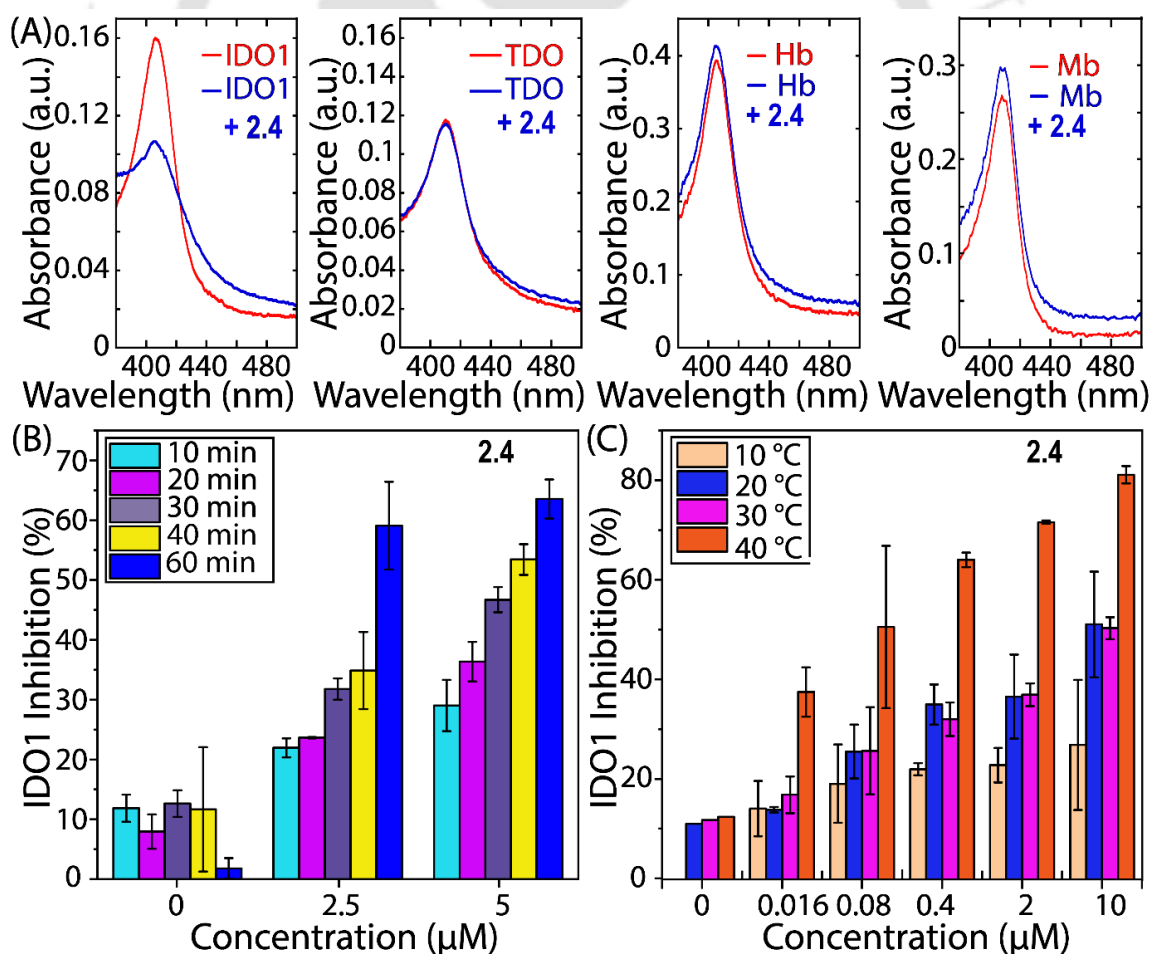 (A)
Absorbance (a.u.)
0.16
0.12
0.08
0.04
0
400 440 480
Wavelength (nm)
IDO1
IDO1
+ 2.4
Absorbance (a.u.)
0.12
0.1
0.08
0.06
0.04
0.02
0
400 440 480
Wavelength (nm)
TDO
TDO
+ 2.4
Absorbance (a.u.)
0.4
0.3
0.2
0.1
0
400 440 480
Wavelength (nm)
Hb
Hb
+ 2.4
Absorbance (a.u.)
0.3
0.2
0.1
0
400 440 480
Wavelength (nm)
Mb
Mb
+ 2.4
(B)
10 min
20 min
30 min
40 min
60 min
2.4
IDO1 Inhibition (%)
70
60
50
40
30
20
10
0
0 2.5 5
Concentration (µM)
(C)
10 °C
20 °C
30 °C
40 °C
2.4
IDO1 Inhibition (%)
80
60
40
20
0
0 0.016 0.08 0.4 2 10
Concentration (µM)